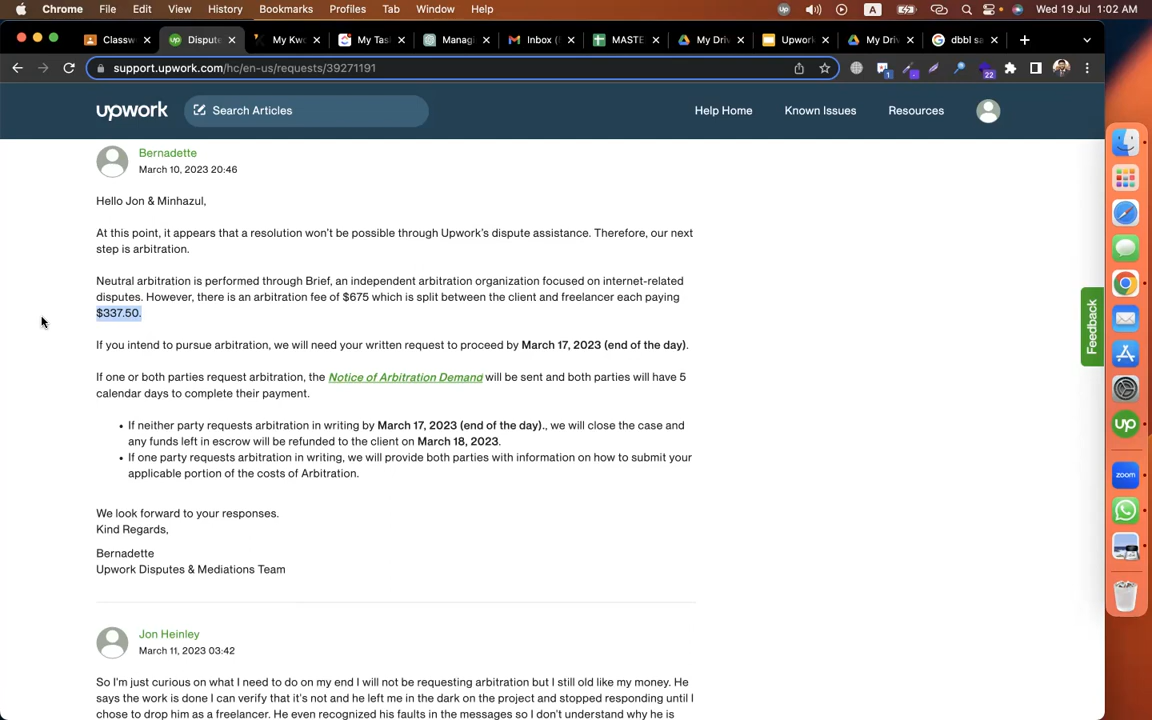 Chrome File Edit View History Bookmarks Profiles Tab Window Help
up A Wed 19 Jul 1:02 AM
Classw Dispute My Kwo My Tas Managi Inbox ( MASTE My Driv Upwork My Driv dbbl sa
support.upwork.com/hc/en-us/requests/39271191
1 22
upwork Search Articles Help Home Known Issues Resources
Bernadette
March 10, 2023 20:46
Hello Jon & Minhazul,
At this point, it appears that a resolution won't be possible through Upwork's dispute assistance. Therefore, our next
step is arbitration.
Neutral arbitration is performed through Brief, an independent arbitration organization focused on internet-related
disputes. However, there is an arbitration fee of $675 which is split between the client and freelancer each paying
$337.50.
If you intend to pursue arbitration, we will need your written request to proceed by March 17, 2023 (end of the day).
If one or both parties request arbitration, the Notice of Arbitration Demand will be sent and both parties will have 5
calendar days to complete their payment.
• If neither party requests arbitration in writing by March 17, 2023 (end of the day)., we will close the case and
any funds left in escrow will be refunded to the client on March 18, 2023.
• If one party requests arbitration in writing, we will provide both parties with information on how to submit your
applicable portion of the costs of Arbitration.
We look forward to your responses.
Kind Regards,
Bernadette
Upwork Disputes & Mediations Team
Jon Heinley
March 11, 2023 03:42
So I'm just curious on what I need to do on my end I will not be requesting arbitration but I still old like my money. He
says the work is done I can verify that it's not and he left me in the dark on the project and stopped responding until I
chose to drop him as a freelancer. He even recognized his faults in the messages so I don't understand why he is
Feedback
up
zoom